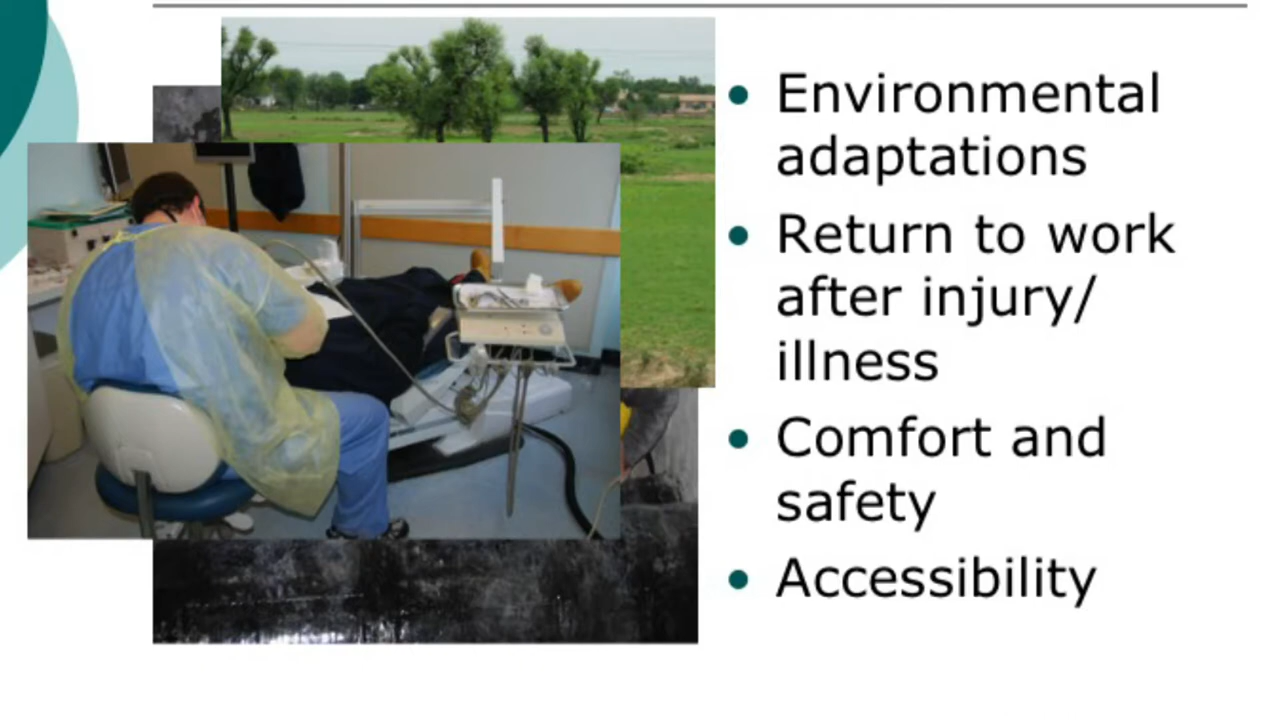 Environmental
adaptations
Return to work
after injury/
illness
Comfort and
safety
Accessibility